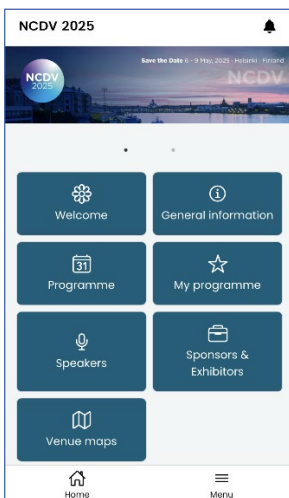 NCDV 2025
Save the Date 6 - 9 May, 2025 - Helsinki - Finland
NCDV
NCDV
2025
Welcome
General information
31
Programme
My programme
Speakers
Sponsors &
Exhibitors
Venue maps
Home
Menu